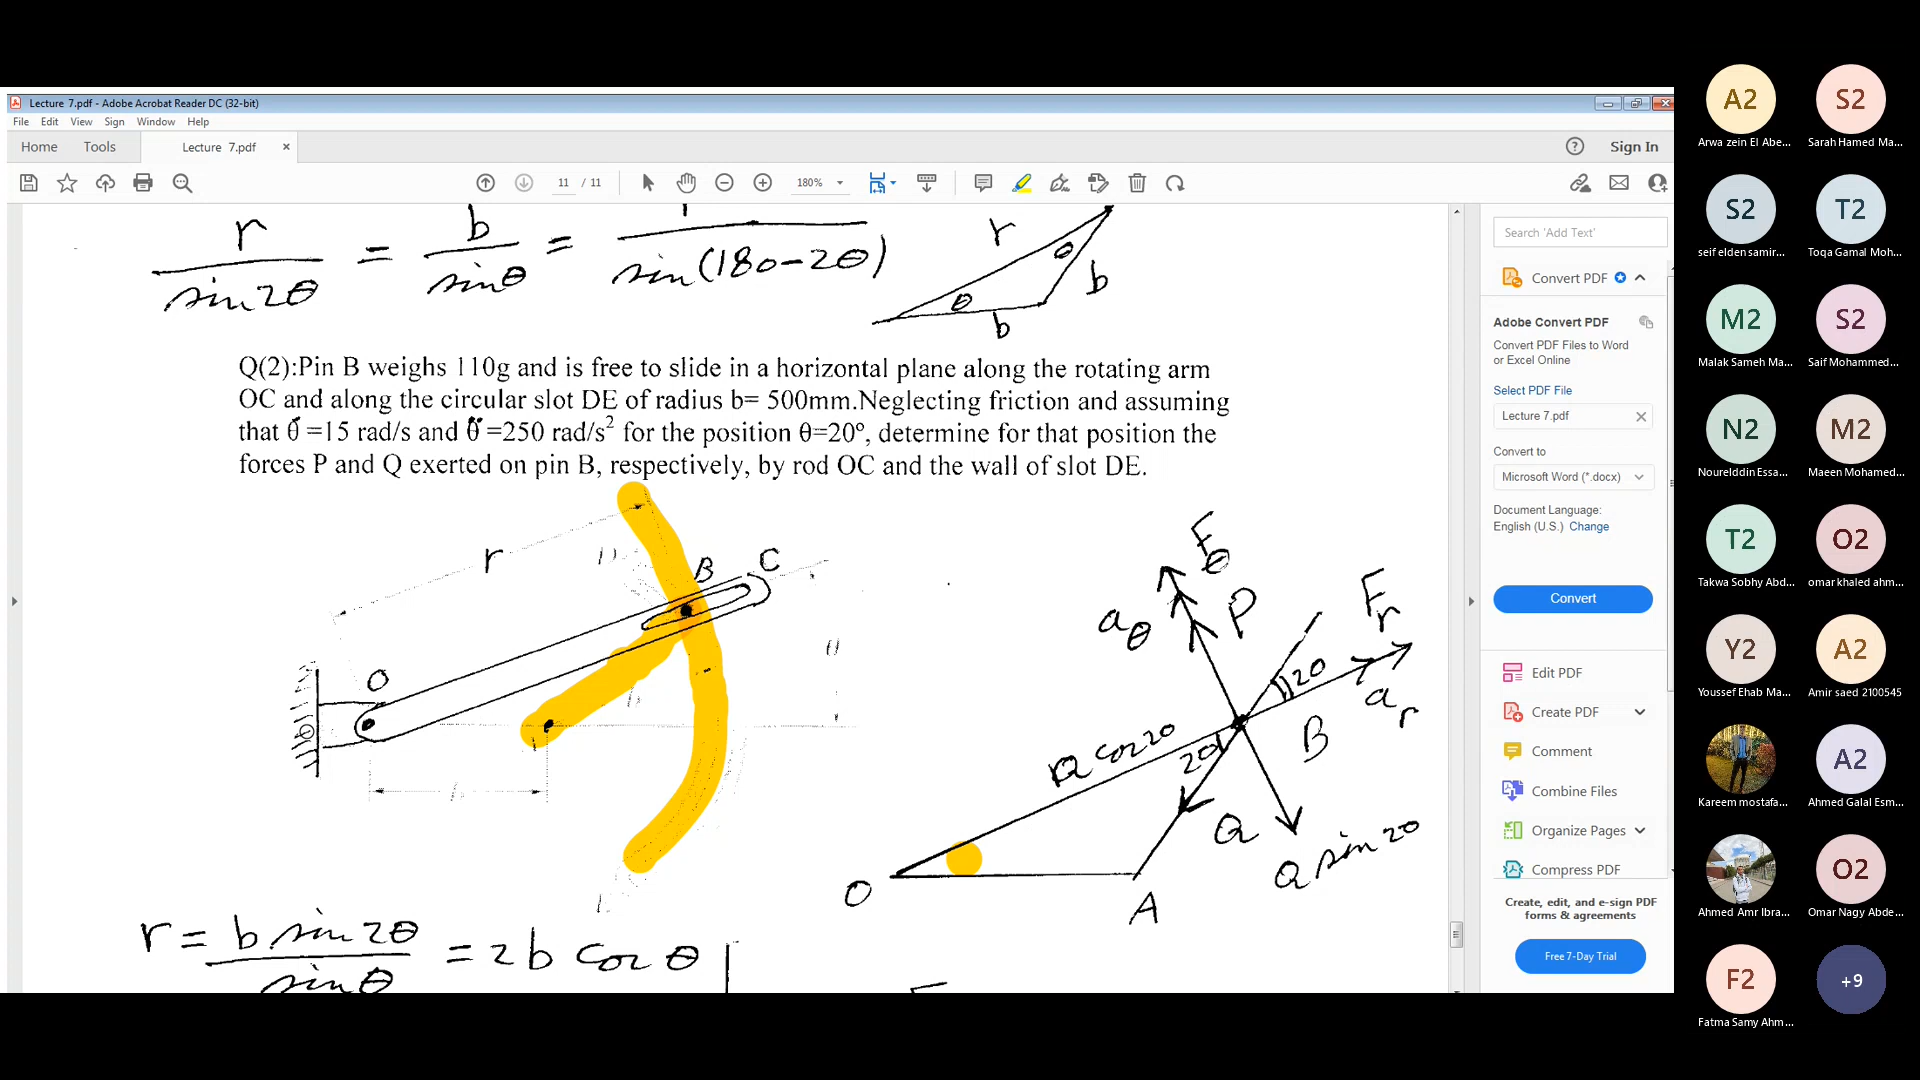 Lecture 7.pdf - Adobe Acrobat Reader DC (32-bit)
File Edit View Sign Window Help
Home Tools Lecture 7.pdf × Sign In
11 / 11 180%
r / sin2θ = b / sinθ = / sin(180-2θ)
r θ θ b b
Q(2):Pin B weighs 110g and is free to slide in a horizontal plane along the rotating arm
OC and along the circular slot DE of radius b= 500mm.Neglecting friction and assuming
that θ̇ =15 rad/s and θ̈ =250 rad/s² for the position θ=20º, determine for that position the
forces P and Q exerted on pin B, respectively, by rod OC and the wall of slot DE.
r D B C
O b
b
Fθ
aθ P Fr
20 ar
Q cos20 20 B
Q Q sin20
O A
r = b sin2θ / sinθ = 2b cosθ
Search 'Add Text'
Convert PDF
Adobe Convert PDF
Convert PDF Files to Word
or Excel Online
Select PDF File
Lecture 7.pdf
Convert to
Microsoft Word (*.docx)
Document Language:
English (U.S.) Change
Convert
Edit PDF
Create PDF
Comment
Combine Files
Organize Pages
Compress PDF
Create, edit, and e-sign PDF
forms & agreements
Free 7-Day Trial
A2 S2
Arwa zein El Abe... Sarah Hamed Ma...
S2 T2
seif elden samir... Toqa Gamal Moh...
M2 S2
Malak Sameh Ma... Saif Mohammed...
N2 M2
Nourelddin Essa... Maeen Mohamed...
T2 O2
Takwa Sobhy Abd... omar khaled ahm...
Y2 A2
Youssef Ehab Ma... Amir saed 2100545
A2
Kareem mostafa... Ahmed Galal Esm...
O2
Ahmed Amr Ibra... Omar Nagy Abde...
F2 +9
Fatma Samy Ahm...